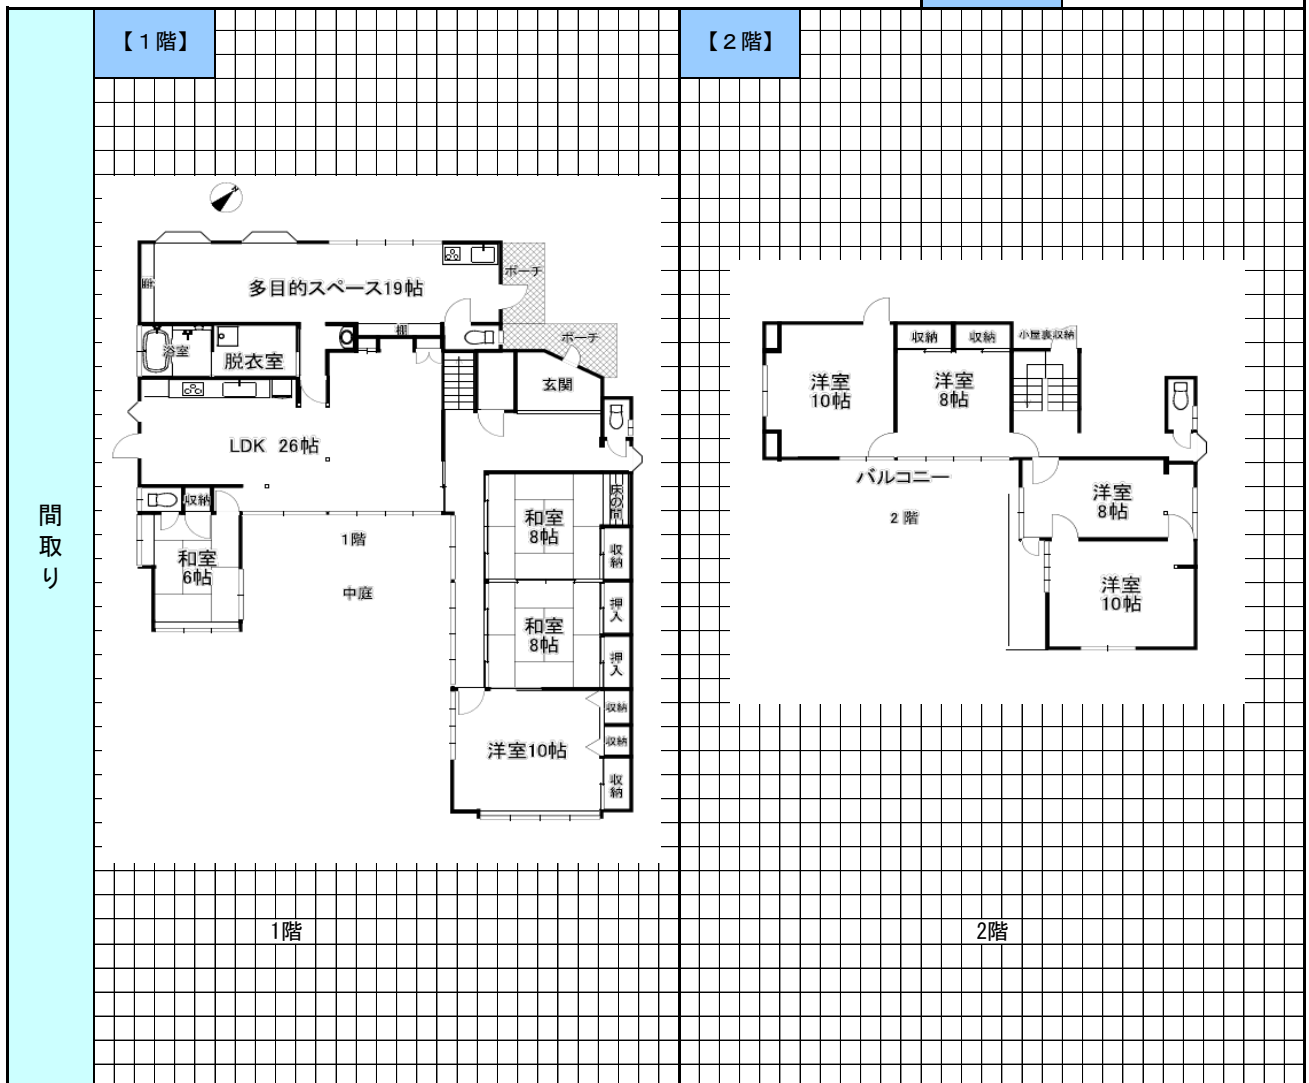 【１階】
【２階】
間取り
多目的スペース19帖
棚
ポーチ
浴室
脱衣室
棚
ポーチ
玄関
LDK 26帖
収納
和室
6帖
1階
中庭
和室
8帖
床の間
収納
和室
8帖
押入
押入
洋室10帖
収納
収納
収納
1階
収納
収納
小屋裏収納
洋室
10帖
洋室
8帖
バルコニー
２階
洋室
8帖
洋室
10帖
2階